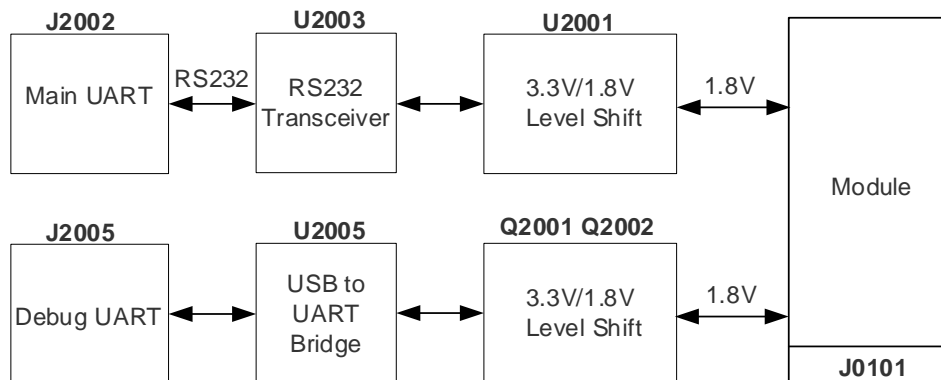 J2002
U2003
U2001
Main UART
RS232
RS232
Transceiver
3.3V/1.8V
Level Shift
1.8V
Module
J2005
U2005
Q2001 Q2002
Debug UART
USB to
UART
Bridge
3.3V/1.8V
Level Shift
1.8V
J0101